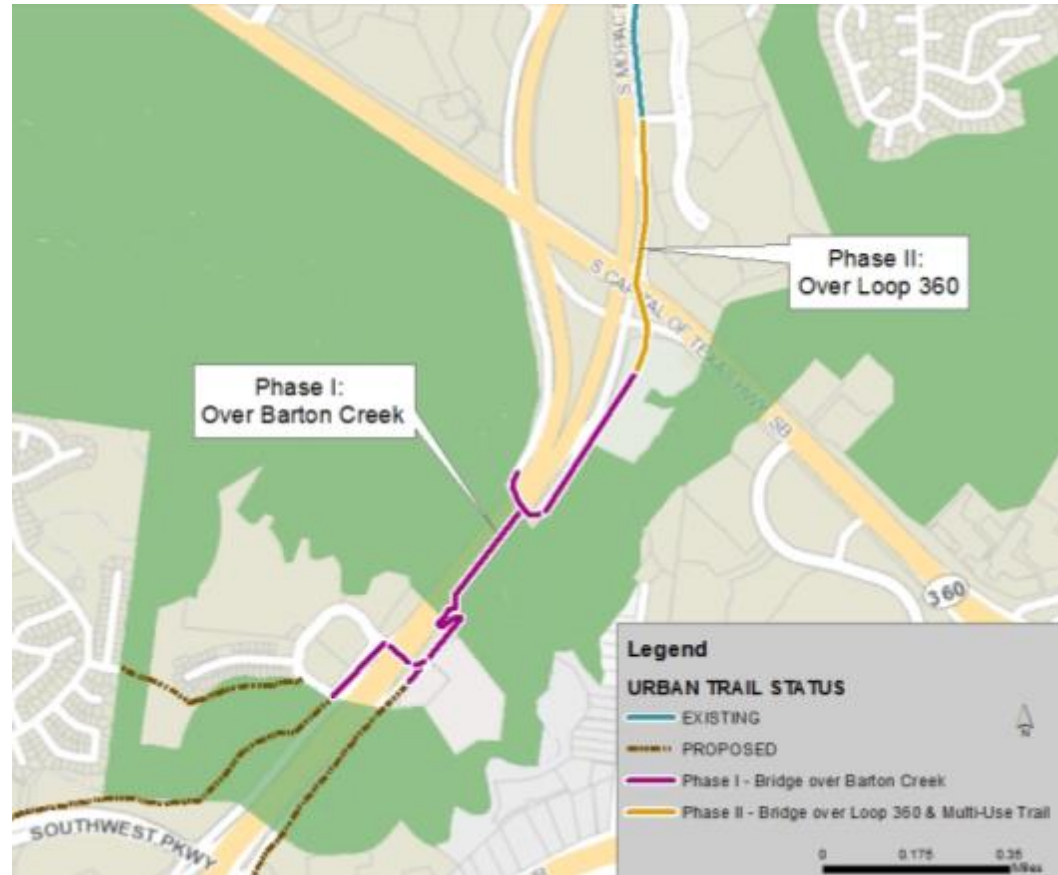 S MOPAC E
Phase II:
Over Loop 360
S CAPITAL OF TEXAS HWY SB
Phase I:
Over Barton Creek
360
SOUTHWEST PKWY
Legend
URBAN TRAIL STATUS
EXISTING
PROPOSED
Phase I - Bridge over Barton Creek
Phase II - Bridge over Loop 360 & Multi-Use Trail
N
0 0.175 0.35
Miles